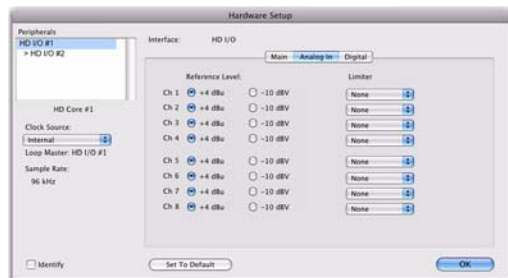 Hardware Setup
Peripherals
HD I/O #1
> HD I/O #2
HD Core #1
Clock Source:
Internal
Loop Master: HD I/O #1
Sample Rate:
96 kHz
Identify
Interface: HD I/O
Main Analog In Digital
Reference Level: Limiter
Ch 1 +4 dBu -10 dBV None
Ch 2 +4 dBu -10 dBV None
Ch 3 +4 dBu -10 dBV None
Ch 4 +4 dBu -10 dBV None
Ch 5 +4 dBu -10 dBV None
Ch 6 +4 dBu -10 dBV None
Ch 7 +4 dBu -10 dBV None
Ch 8 +4 dBu -10 dBV None
Set To Default OK